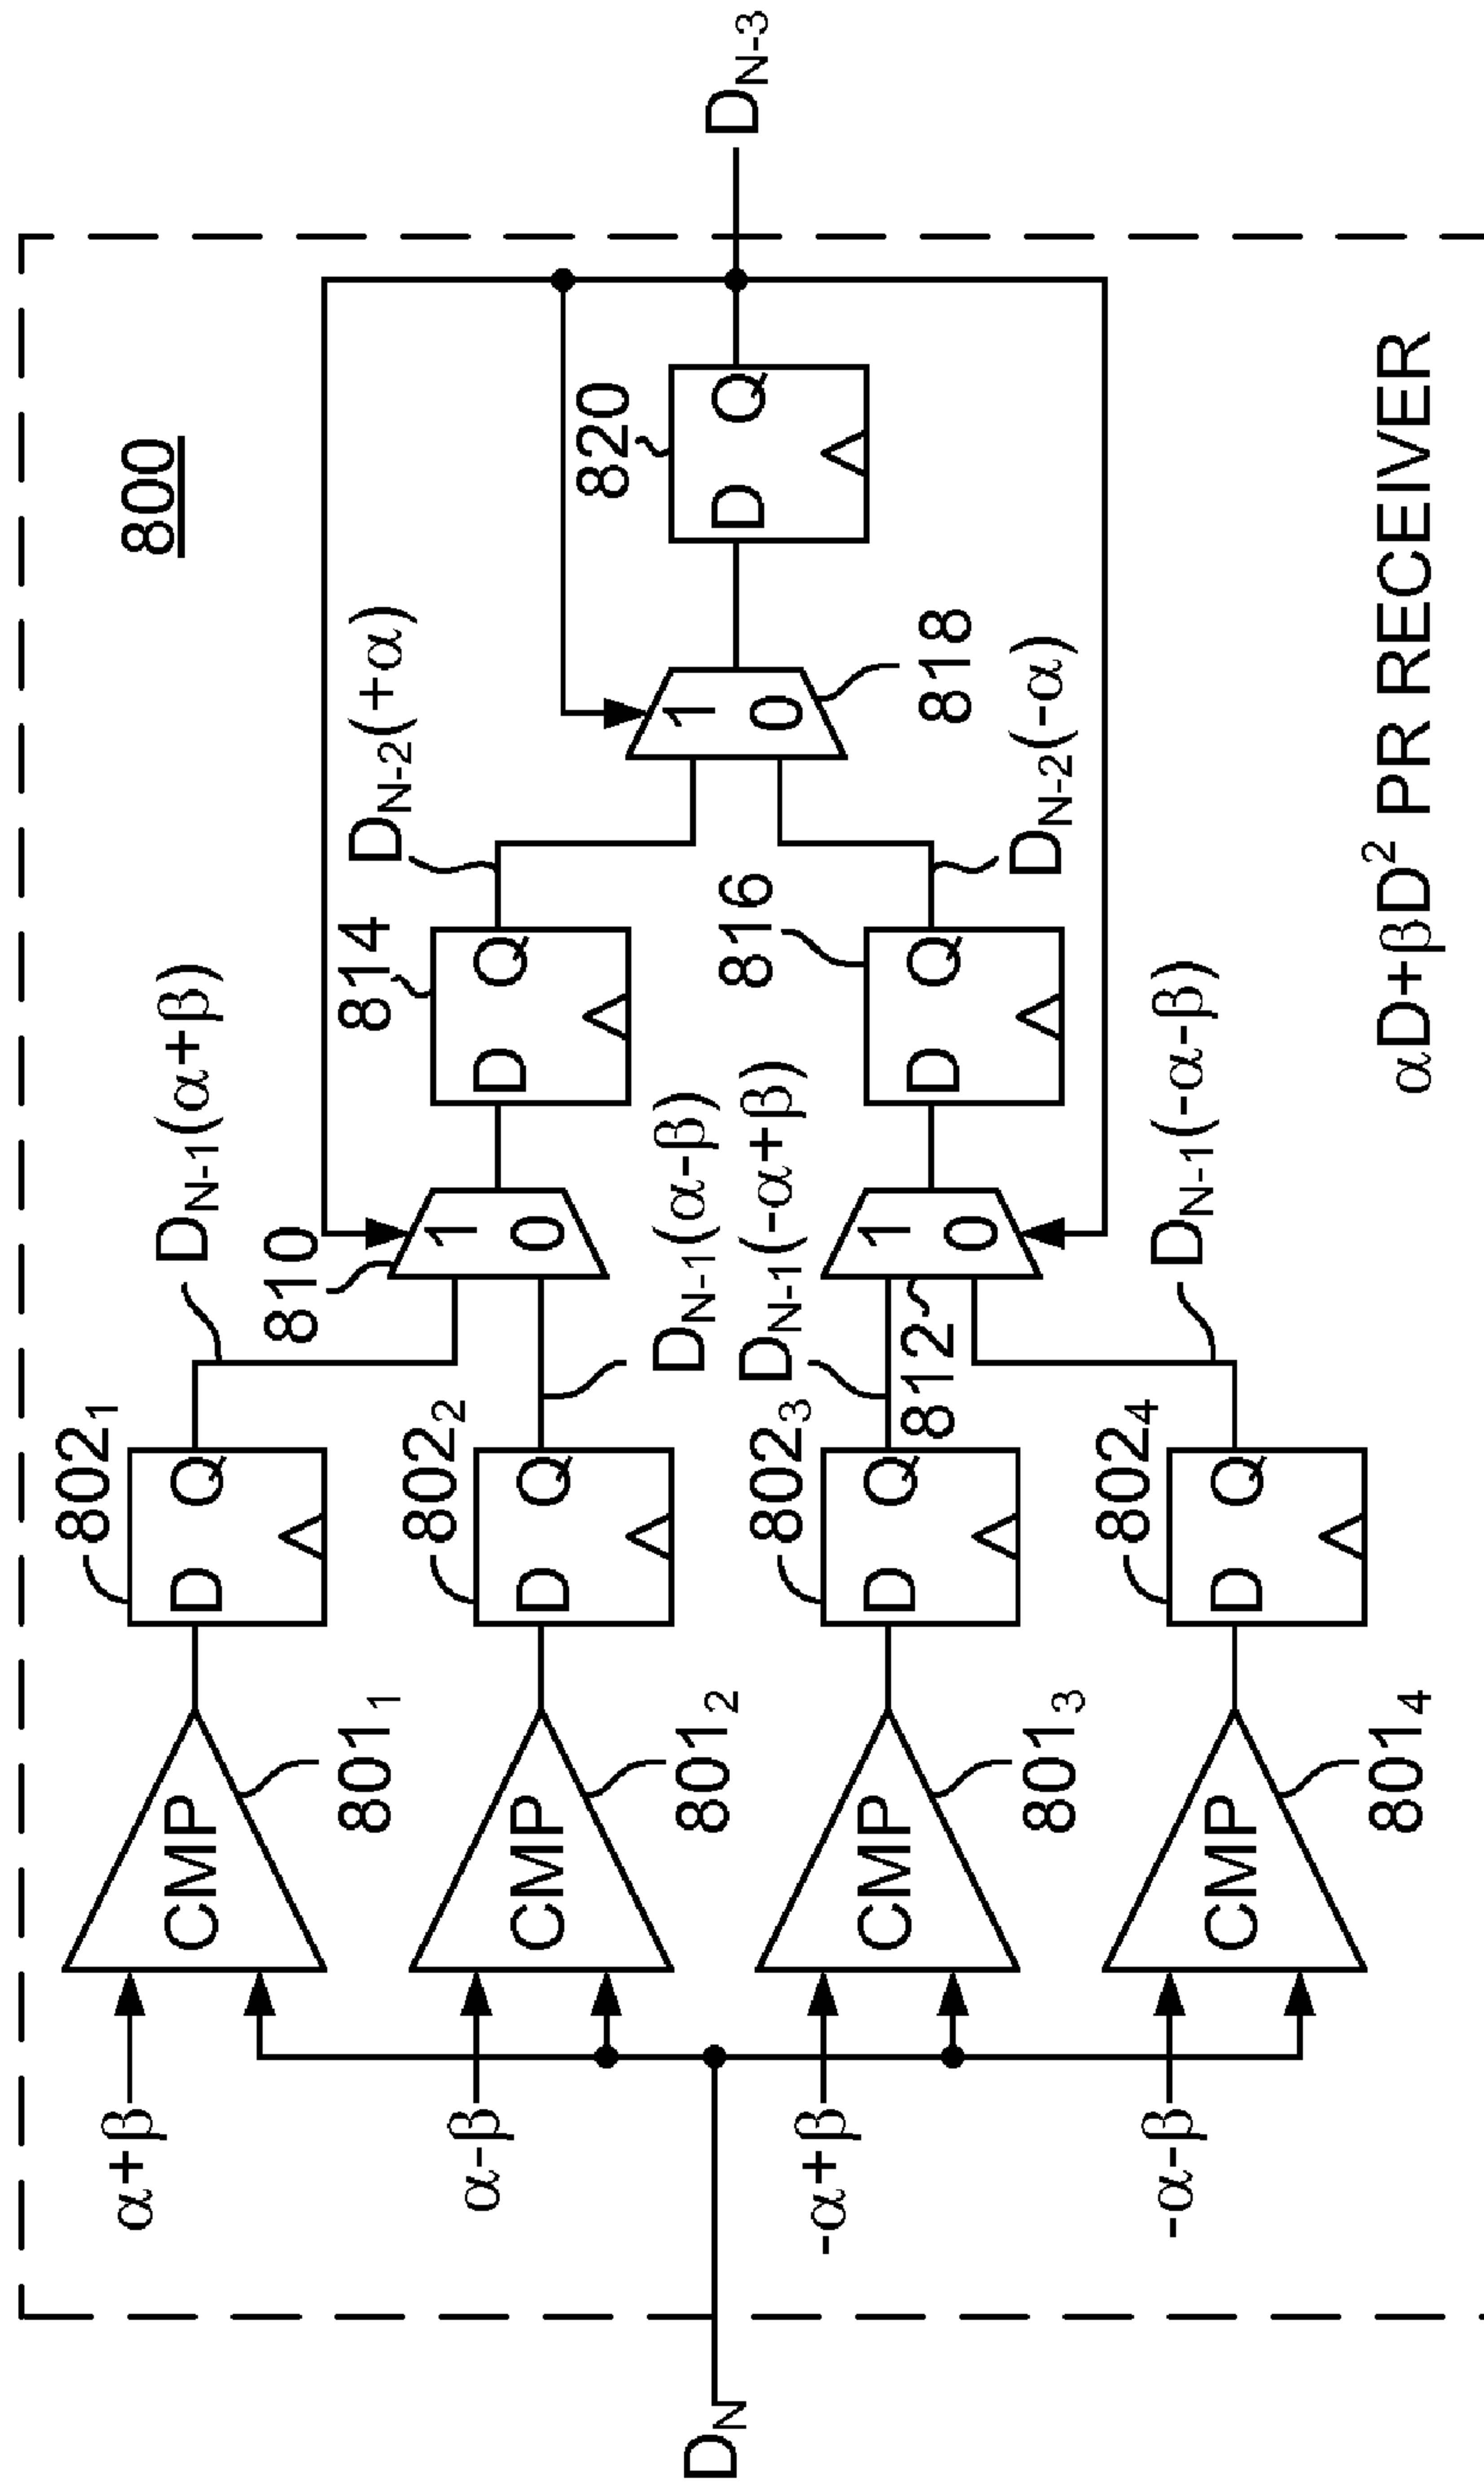 800
α+β
CMP
801₁
D Q
802₁
D_{N-1}(α+β)
α-β
CMP
801₂
D Q
802₂
D_{N-1}(α-β)
810
1
0
D Q
814
D_{N-2}(+α)
D_N
1
0
818
D Q
820
D_{N-3}
-α+β
CMP
801₃
D Q
802₃
D_{N-1}(-α+β)
812
1
0
D Q
816
D_{N-2}(-α)
-α-β
CMP
801₄
D Q
802₄
D_{N-1}(-α-β)
αD+βD² PR RECEIVER